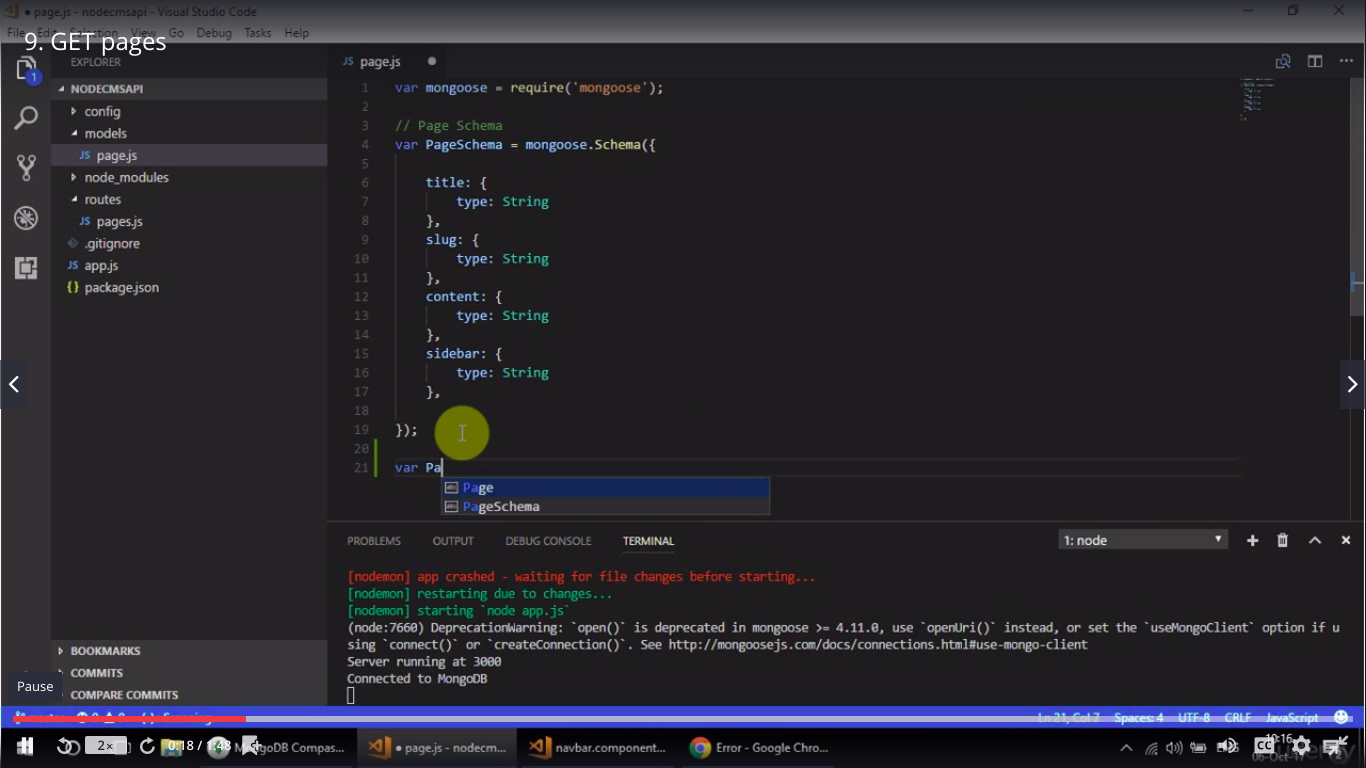 page.js - nodecmsapi - Visual Studio Code
File Edit Selection View Go Debug Tasks Help
9. GET pages
EXPLORER
NODECMSAPI
config
models
JS page.js
node_modules
routes
JS pages.js
.gitignore
JS app.js
{} package.json
BOOKMARKS
COMMITS
COMPARE COMMITS
1
JS page.js
1 var mongoose = require('mongoose');
2
3 // Page Schema
4 var PageSchema = mongoose.Schema({
5
6 title: {
7 type: String
8 },
9 slug: {
10 type: String
11 },
12 content: {
13 type: String
14 },
15 sidebar: {
16 type: String
17 },
18
19 });
20
21 var Pa
Page
PageSchema
PROBLEMS OUTPUT DEBUG CONSOLE TERMINAL 1: node
[nodemon] app crashed - waiting for file changes before starting...
[nodemon] restarting due to changes...
[nodemon] starting `node app.js`
(node:7660) DeprecationWarning: `open()` is deprecated in mongoose >= 4.11.0, use `openUri()` instead, or set the `useMongoClient` option if u
sing `connect()` or `createConnection()`. See http://mongoosejs.com/docs/connections.html#use-mongo-client
Server running at 3000
Connected to MongoDB
Pause
Ln 21, Col 7 Spaces: 4 UTF-8 CRLF JavaScript
2x 0:18 / 1:48 MongoDB Compas... page.js - nodecm... navbar.component... Error - Google Chro... CC 10:16
06-Oct-17